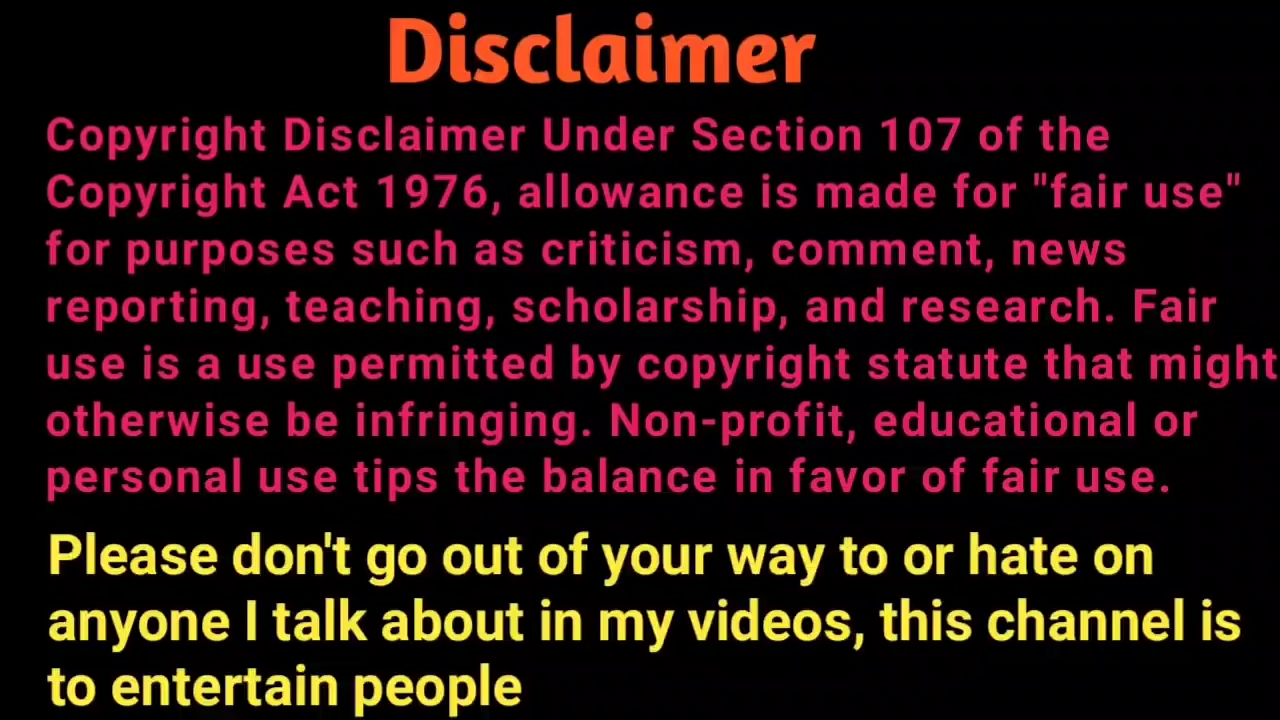 Disclaimer
Copyright Disclaimer Under Section 107 of the
Copyright Act 1976, allowance is made for "fair use"
for purposes such as criticism, comment, news
reporting, teaching, scholarship, and research. Fair
use is a use permitted by copyright statute that might
otherwise be infringing. Non-profit, educational or
personal use tips the balance in favor of fair use.
Please don't go out of your way to or hate on
anyone I talk about in my videos, this channel is
to entertain people